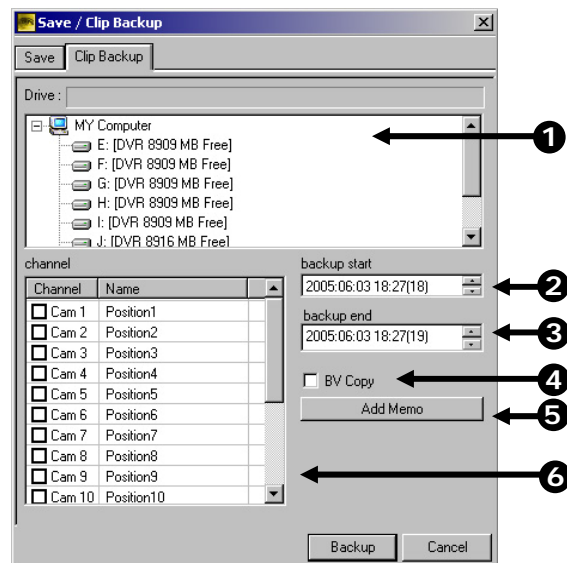 Save / Clip Backup
Save Clip Backup
Drive :
MY Computer
E: [DVR 8909 MB Free]
F: [DVR 8909 MB Free]
G: [DVR 8909 MB Free]
H: [DVR 8909 MB Free]
I: [DVR 8909 MB Free]
J: [DVR 8916 MB Free]
1
channel
Channel Name
Cam 1 Position1
Cam 2 Position2
Cam 3 Position3
Cam 4 Position4
Cam 5 Position5
Cam 6 Position6
Cam 7 Position7
Cam 8 Position8
Cam 9 Position9
Cam 10 Position10
backup start
2005:06:03 18:27(18)
2
backup end
2005:06:03 18:27(19)
3
BV Copy
4
Add Memo
5
6
Backup Cancel